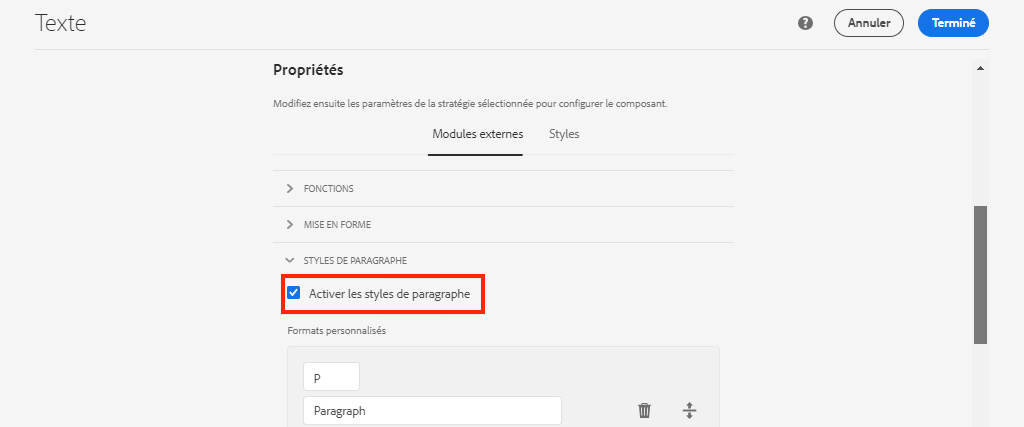 Texte
?
Annuler
Terminé
Propriétés
Modifiez ensuite les paramètres de la stratégie sélectionnée pour configurer le composant.
Modules externes
Styles
FONCTIONS
MISE EN FORME
STYLES DE PARAGRAPHE
Activer les styles de paragraphe
Formats personnalisés
p
Paragraph